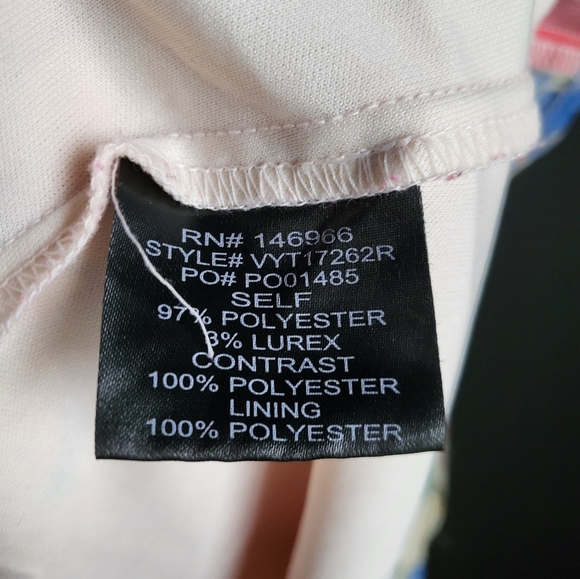 RN# 146966
STYLE# VYT17262R
PO# PO01485
SELF
97% POLYESTER
3% LUREX
CONTRAST
100% POLYESTER
LINING
100% POLYESTER